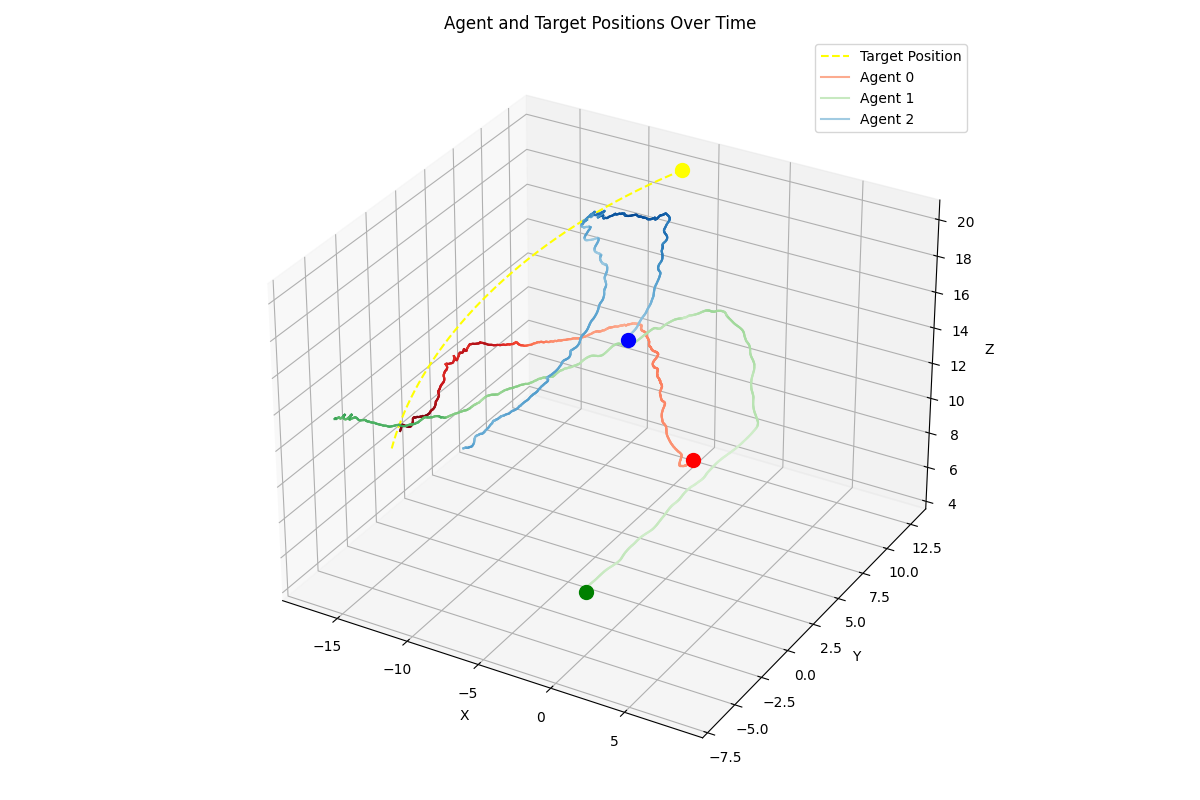 Agent and Target Positions Over Time
Target Position
Agent 0
Agent 1
Agent 2
20
18
16
14
12
10
8
6
4
Z
12.5
10.0
7.5
5.0
2.5
0.0
−2.5
−5.0
−7.5
Y
−15
−10
−5
0
5
X